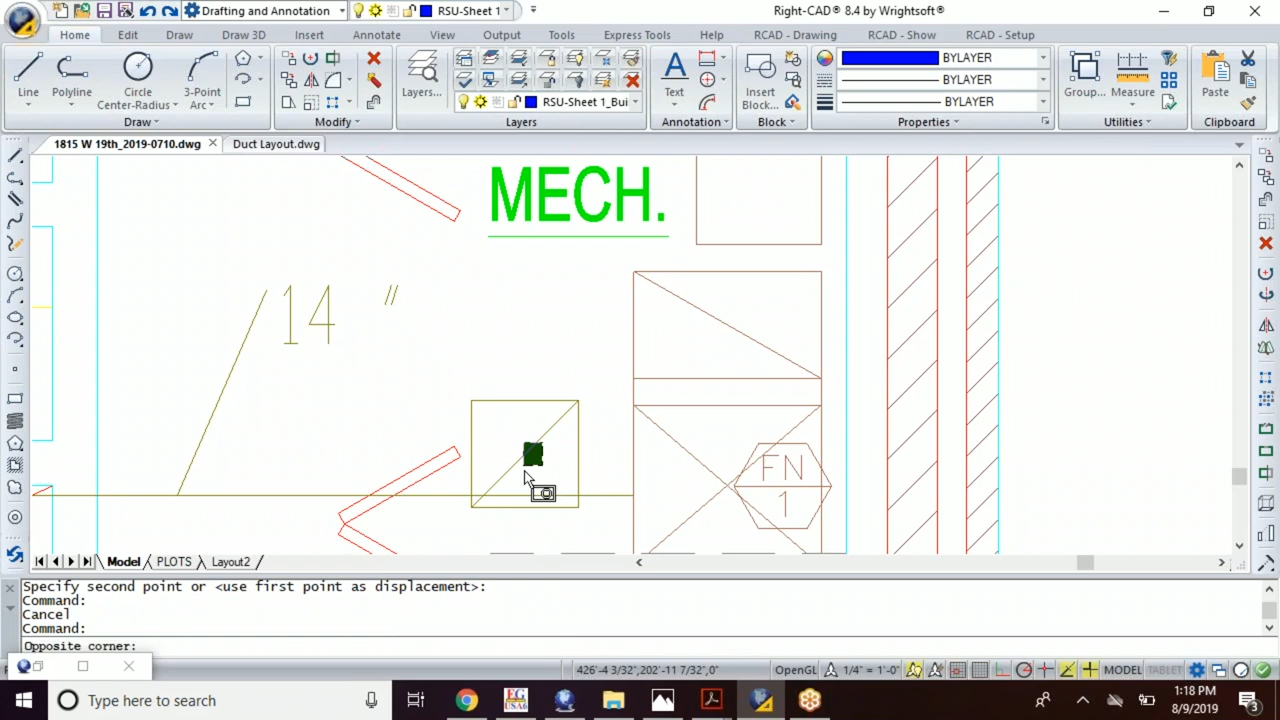 Drafting and Annotation
RSU-Sheet 1
Right-CAD® 8.4 by Wrightsoft®
Home Edit Draw Draw 3D Insert Annotate View Output Tools Express Tools RCAD - Drawing RCAD - Show RCAD - Setup
Line
Polyline
Circle
Center-Radius
3-Point
Arc
Layers...
RSU-Sheet 1_Bui
Text
Insert
Block...
BYLAYER
BYLAYER
BYLAYER
Group...
Measure
Paste
Draw Modify Layers Annotation Block Properties Utilities Clipboard
1815 W 19th_2019-0710.dwg
Duct Layout.dwg
MECH.
14 "
FN
1
Model PLOTS Layout2
Specify second point or <use first point as displacement>:
Command:
Cancel
Command:
Opposite corner:
426'-4 3/32",202'-11 7/32",0" OpenGL 1/4" = 1'-0" MODEL TABLET
Type here to search
EG
USA6
1:18 PM
8/9/2019
3